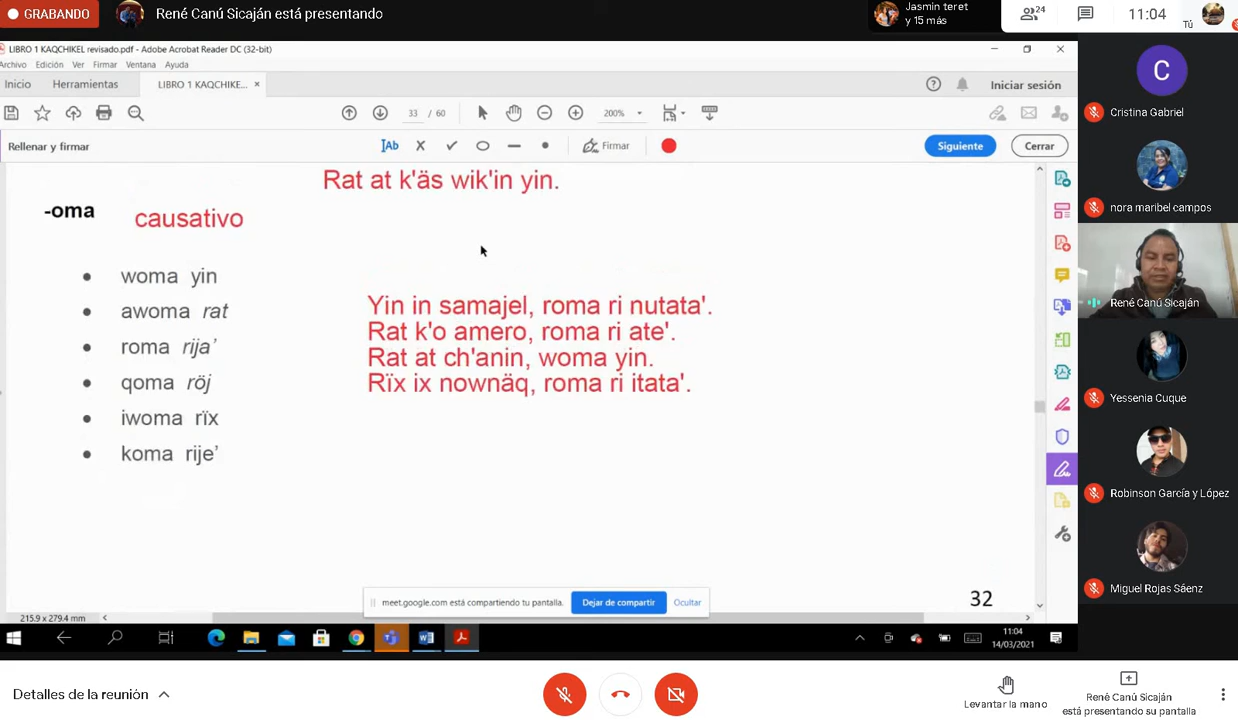 GRABANDO
René Canú Sicaján está presentando
Jasmin teret
y 15 más
24
11:04
Tú
LIBRO 1 KAQCHIKEL revisado.pdf - Adobe Acrobat Reader DC (32-bit)
Archivo Edición Ver Firmar Ventana Ayuda
Inicio Herramientas LIBRO 1 KAQCHIKE... × Iniciar sesión
33 / 60 200%
Rellenar y firmar IAb Firmar Siguiente Cerrar
Rat at k'äs wik'in yin.
-oma causativo
• woma yin
• awoma rat
• roma rija’
• qoma röj
• iwoma rïx
• koma rije’
Yin in samajel, roma ri nutata'.
Rat k'o amero, roma ri ate'.
Rat at ch'anin, woma yin.
Rïx ix nownäq, roma ri itata'.
32
meet.google.com está compartiendo tu pantalla. Dejar de compartir Ocultar
215.9 x 279.4 mm
11:04
14/03/2021
C
Cristina Gabriel
nora maribel campos
René Canú Sicaján
Yessenia Cuque
Robinson García y López
Miguel Rojas Sáenz
Detalles de la reunión
Levantar la mano
René Canú Sicaján
está presentando su pantalla